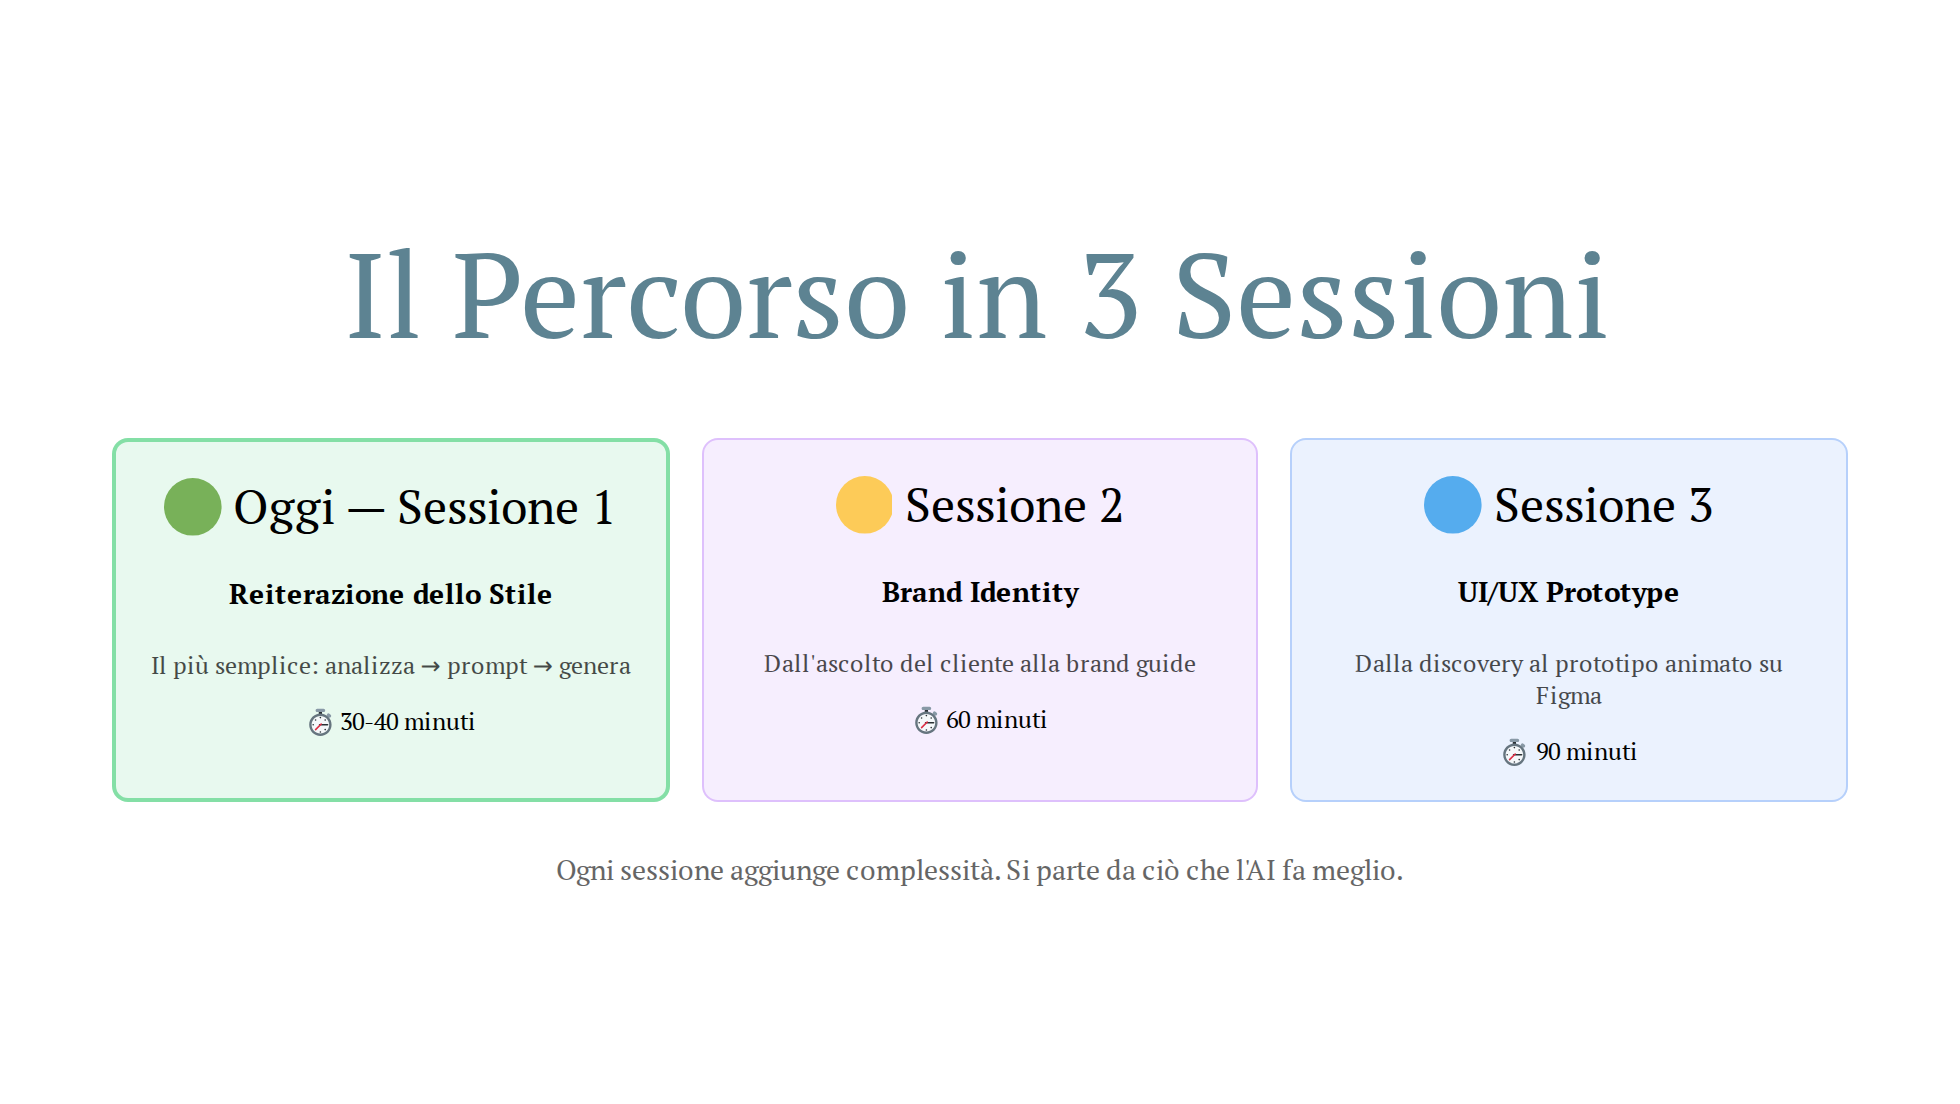 Il Percorso in 3 Sessioni
Oggi — Sessione 1
Reiterazione dello Stile
Il più semplice: analizza → prompt → genera
⏱ 30-40 minuti
Sessione 2
Brand Identity
Dall'ascolto del cliente alla brand guide
⏱ 60 minuti
Sessione 3
UI/UX Prototype
Dalla discovery al prototipo animato su
Figma
⏱ 90 minuti
Ogni sessione aggiunge complessità. Si parte da ciò che l'AI fa meglio.